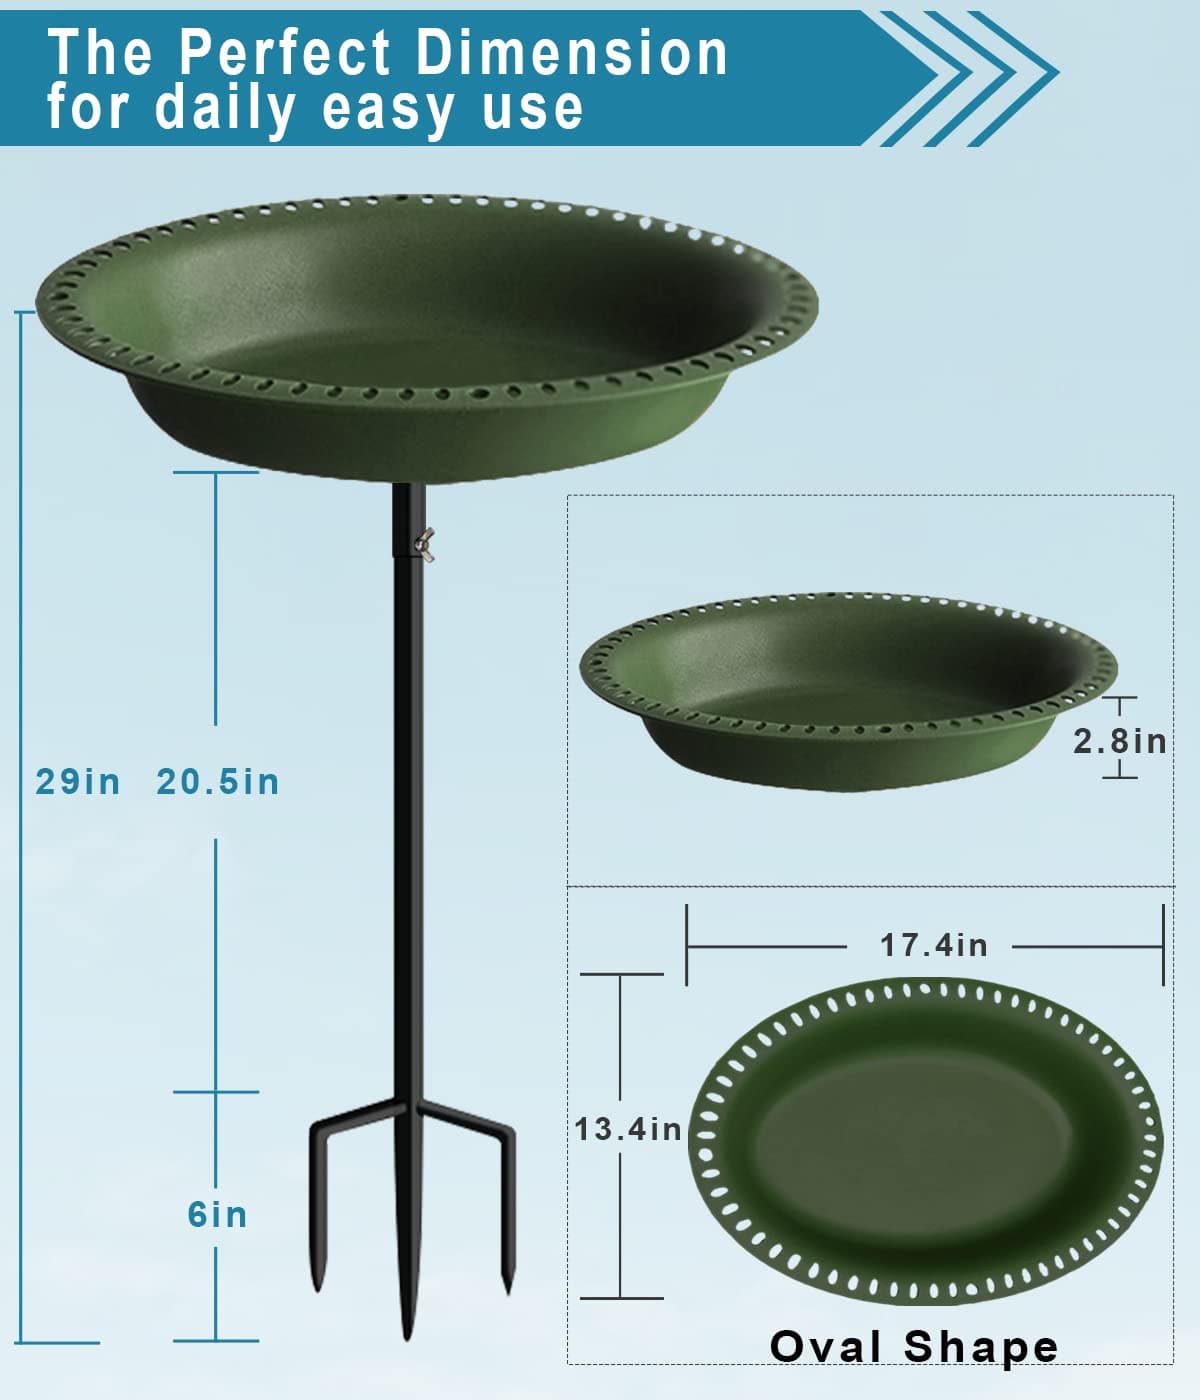 The Perfect Dimension
for daily easy use
29in
20.5in
6in
2.8in
17.4in
13.4in
Oval Shape